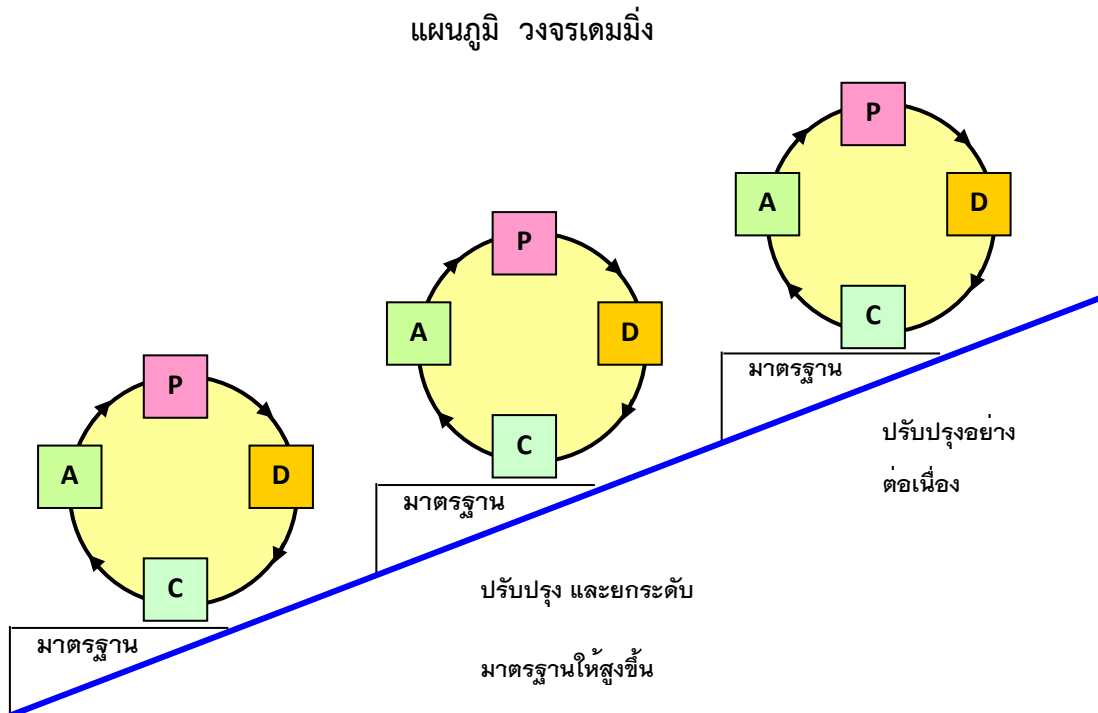 แผนภูมิ วงจรเดมมิ่ง
P
A D
C
มาตรฐาน
P
A D
C
มาตรฐาน
P
A D
C
มาตรฐาน
ปรับปรุงอย่าง
ต่อเนื่อง
ปรับปรุง และยกระดับ
มาตรฐานให้สูงขึ้น